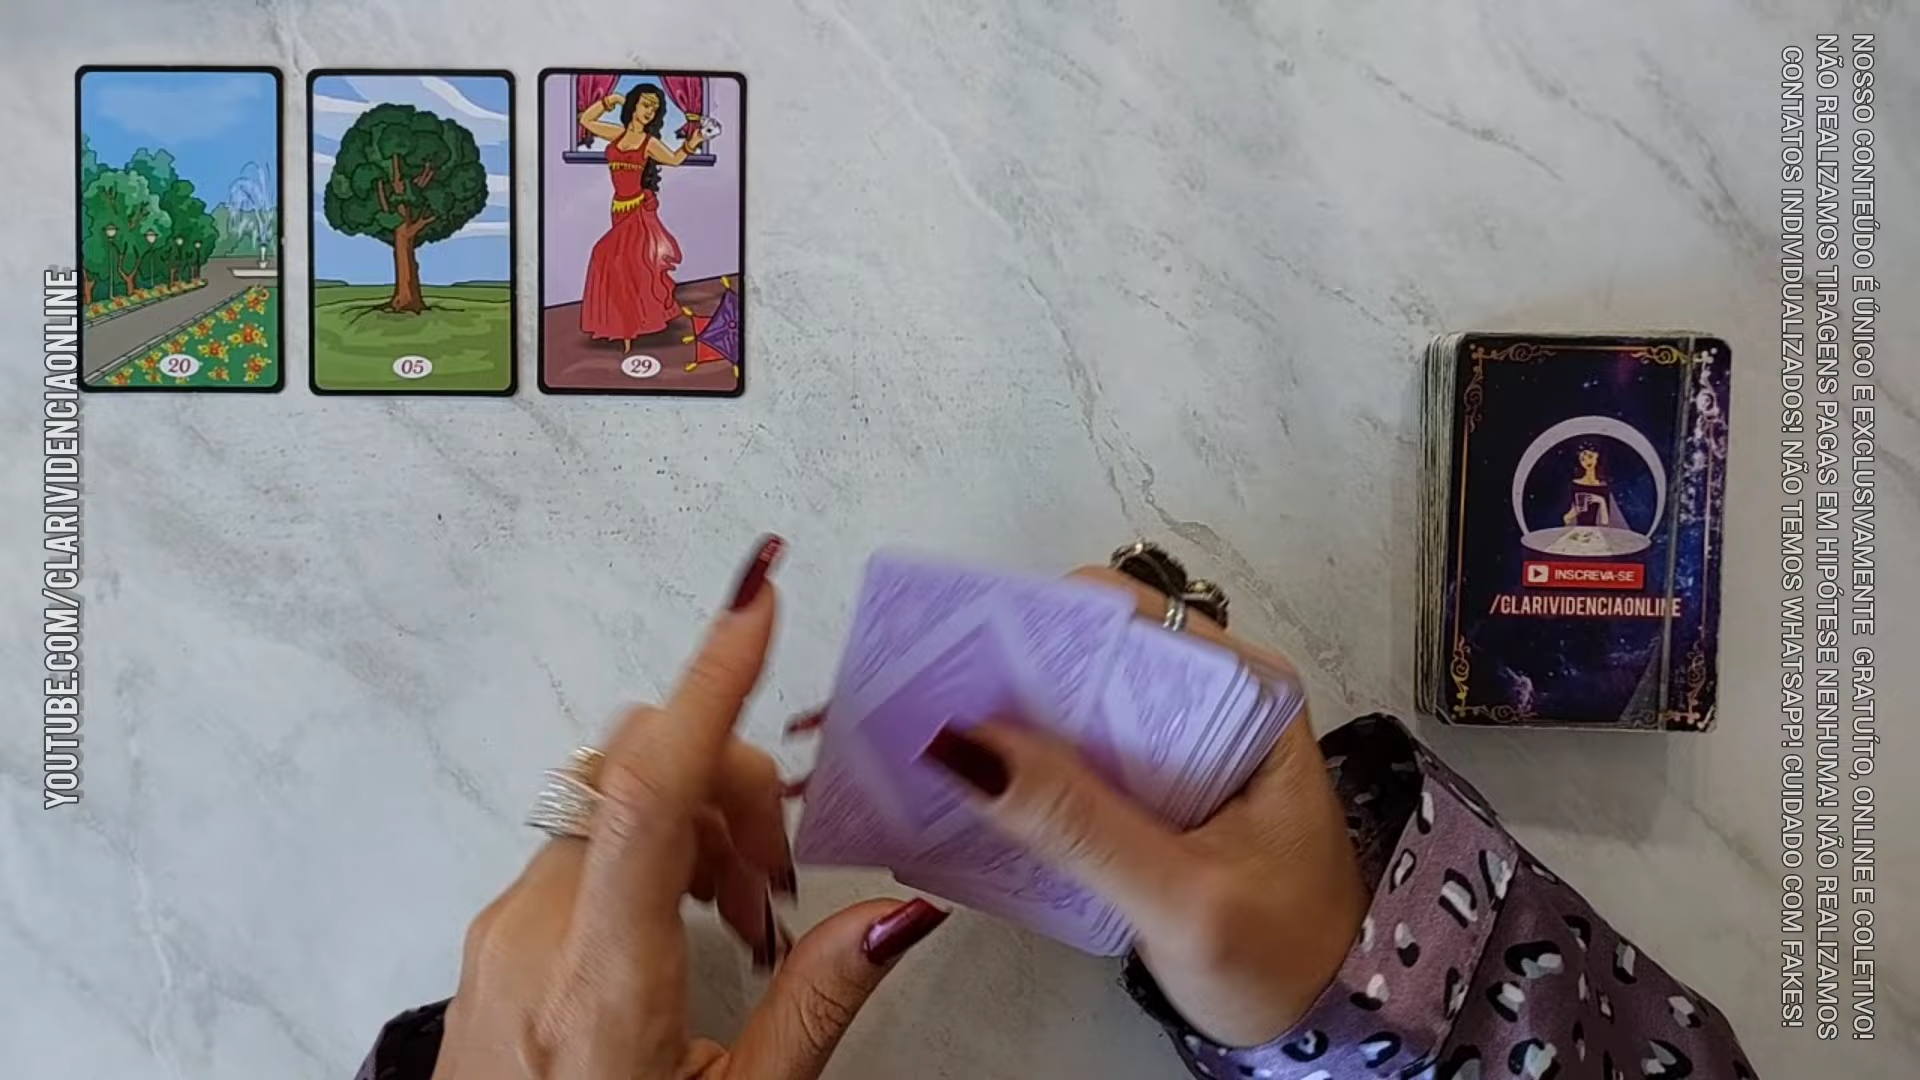 YOUTUBE.COM/CLARIVIDENCIAONLINE
20
05
29
INSCREVA-SE
/CLARIVIDENCIAONLINE
NOSSO CONTEÚDO É ÚNICO E EXCLUSIVAMENTE GRATUÍTO, ONLINE E COLETIVO!
NÃO REALIZAMOS TIRAGENS PAGAS EM HIPÓTESE NENHUMA! NÃO REALIZAMOS
CONTATOS INDIVIDUALIZADOS! NÃO TEMOS WHATSAPP! CUIDADO COM FAKES!